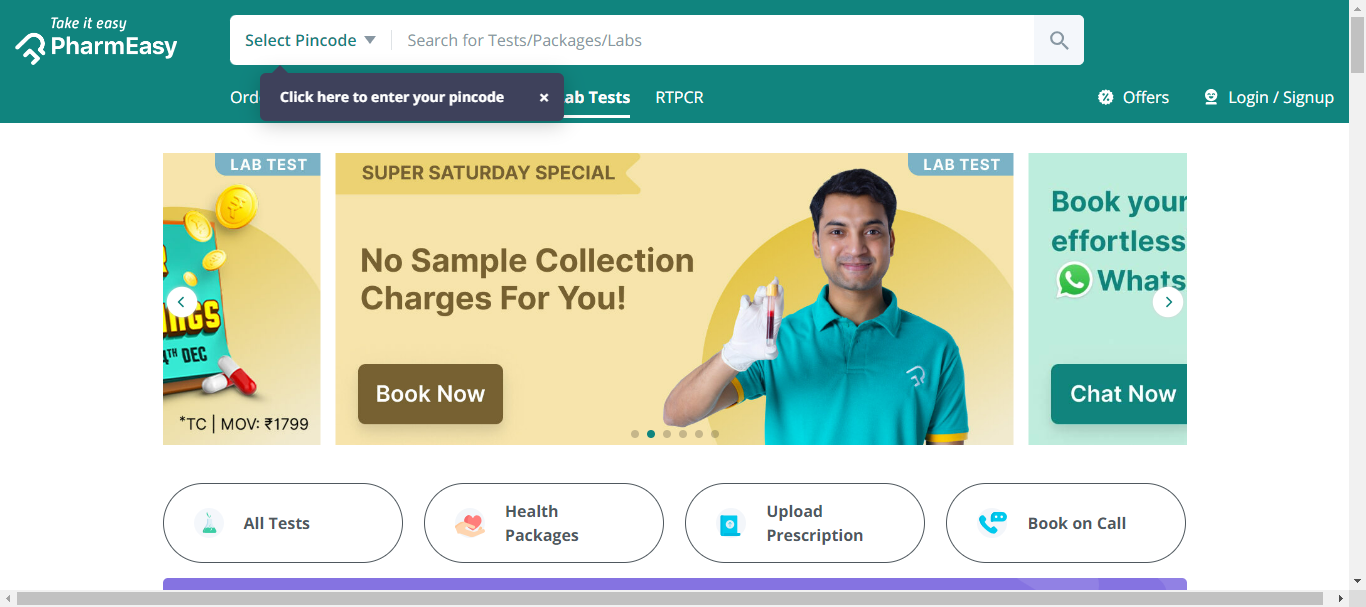 Take it easy
PharmEasy
Select Pincode
Search for Tests/Packages/Labs
Click here to enter your pincode
×
Ord
ab Tests
RTPCR
Offers
Login / Signup
LAB TEST
NGS
TH DEC
*TC | MOV: ₹1799
SUPER SATURDAY SPECIAL
LAB TEST
No Sample Collection
Charges For You!
Book Now
Book your
effortless
Whats
Chat Now
All Tests
Health
Packages
Upload
Prescription
Book on Call